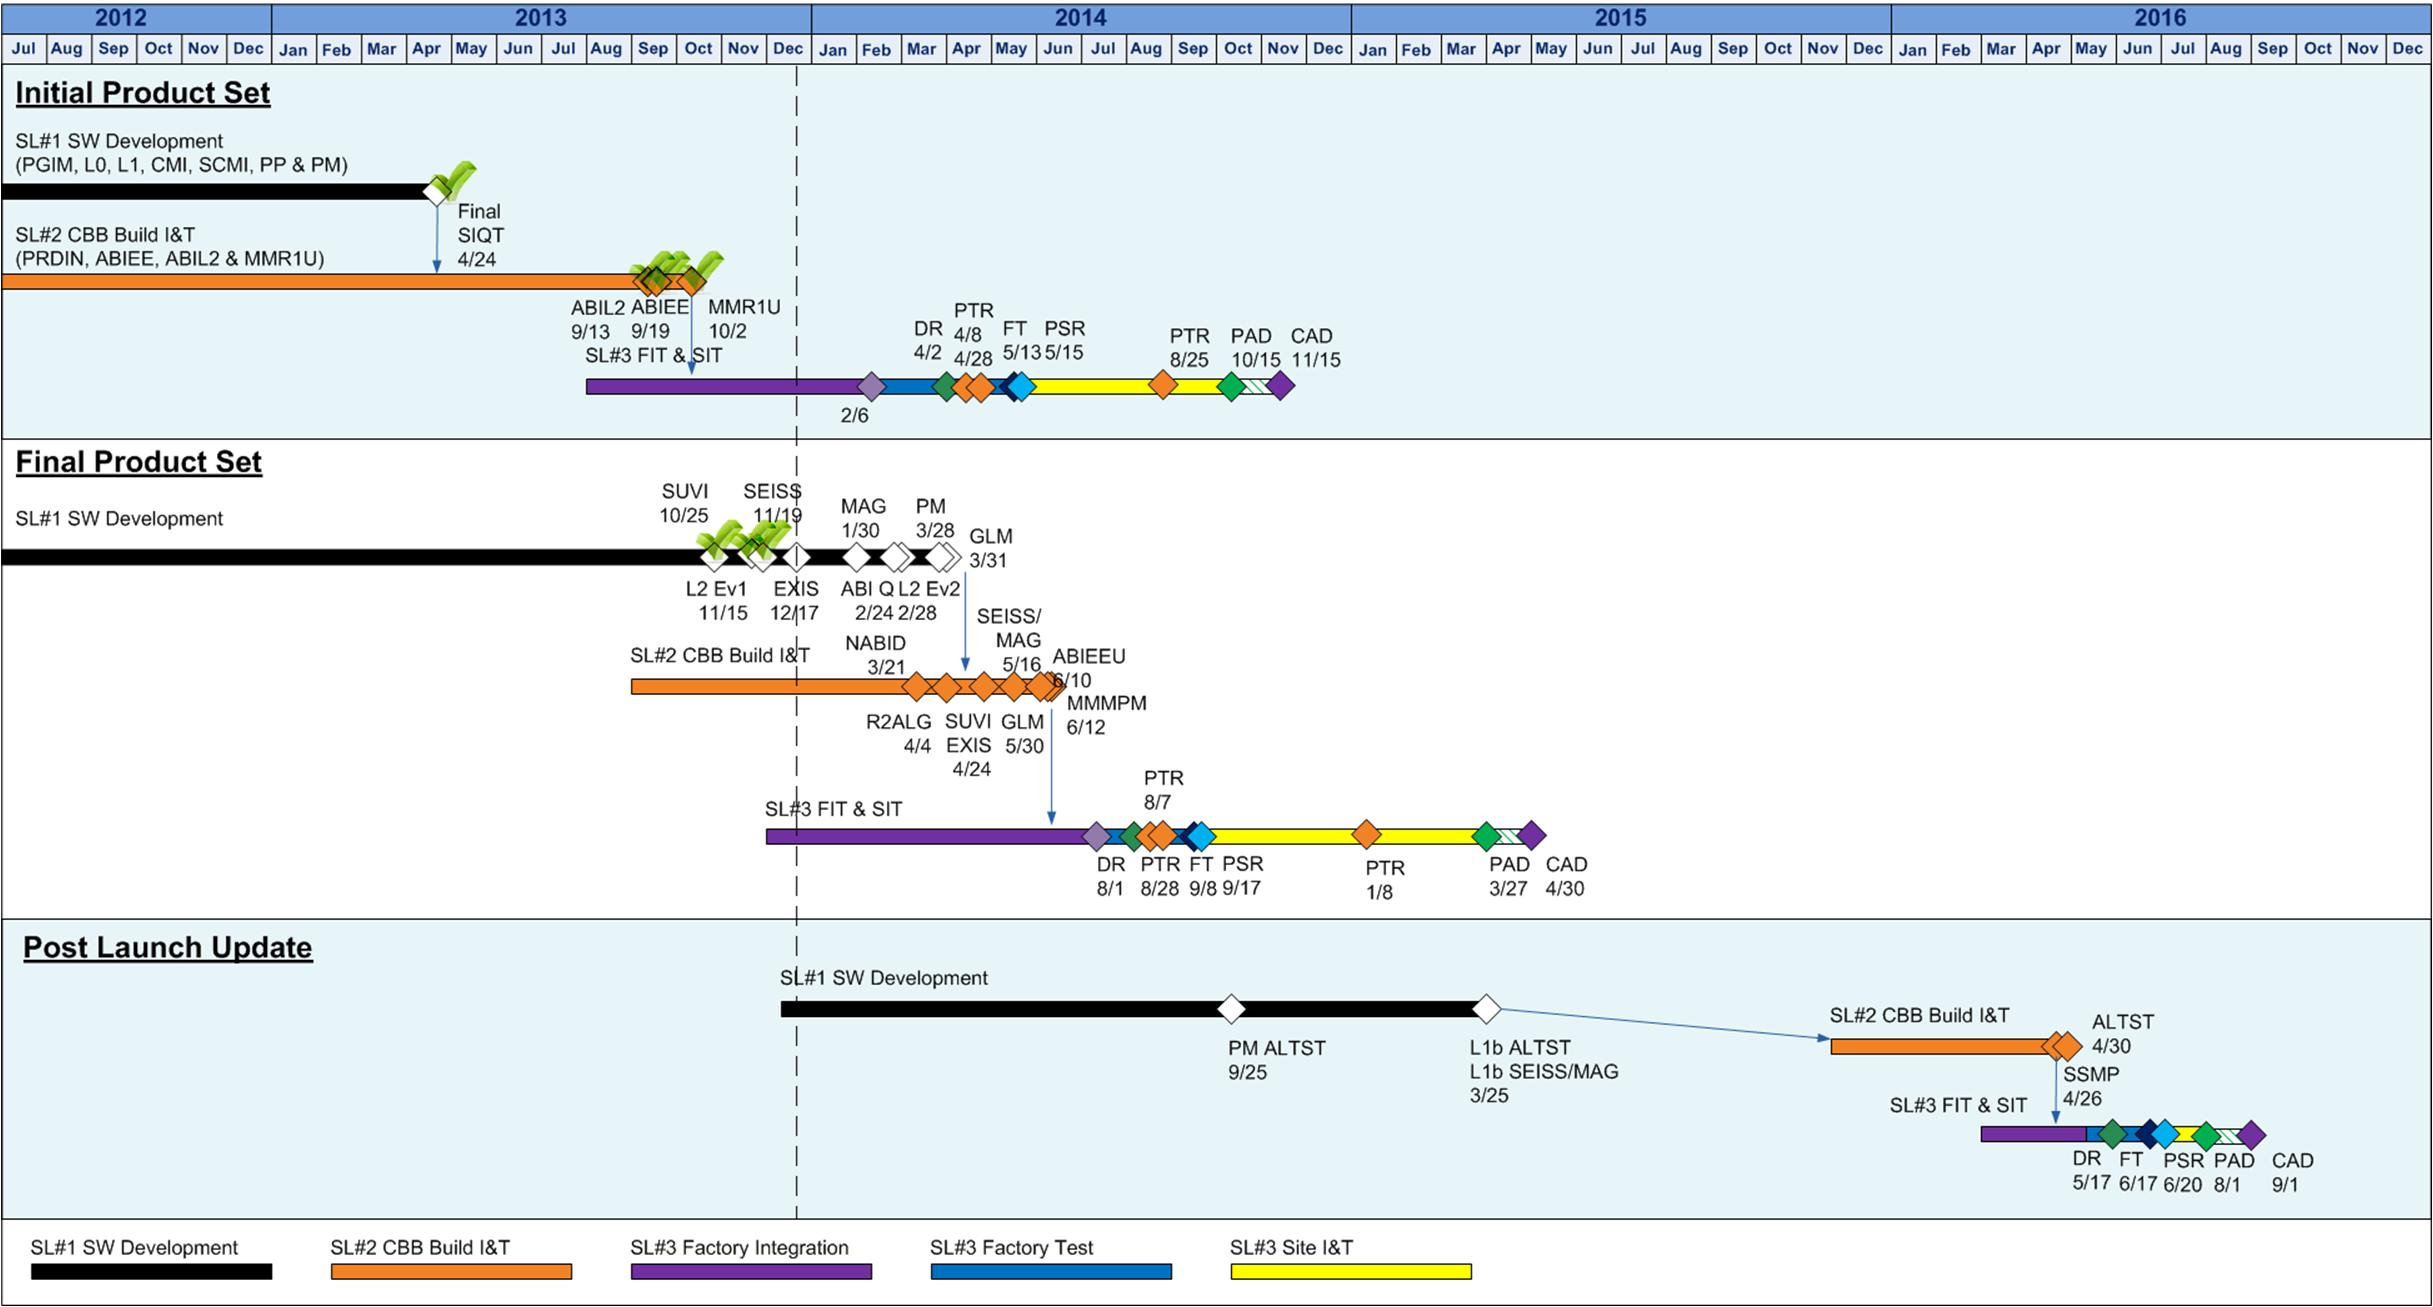 2012 2013 2014 2015 2016
Jul Aug Sep Oct Nov Dec Jan Feb Mar Apr May Jun Jul Aug Sep Oct Nov Dec Jan Feb Mar Apr May Jun Jul Aug Sep Oct Nov Dec Jan Feb Mar Apr May Jun Jul Aug Sep Oct Nov Dec Jan Feb Mar Apr May Jun Jul Aug Sep Oct Nov Dec
Initial Product Set
SL#1 SW Development
(PGIM, L0, L1, CMI, SCMI, PP & PM)
Final
SIQT
4/24
SL#2 CBB Build I&T
(PRDIN, ABIEE, ABIL2 & MMR1U)
ABIL2 ABIEE MMR1U
9/13 9/19 10/2
SL#3 FIT & SIT
2/6
DR
4/2
PTR
4/8
4/28
FT
5/13
PSR
5/15
PTR
8/25
PAD
10/15
CAD
11/15
Final Product Set
SL#1 SW Development
SUVI
10/25
SEISS
11/19
MAG
1/30
PM
3/28
GLM
3/31
L2 Ev1
11/15
EXIS
12/17
ABI Q
2/24
L2 Ev2
2/28
SL#2 CBB Build I&T
NABID
3/21
SEISS/
MAG
5/16
ABIEEU
6/10
MMMPM
6/12
R2ALG
4/4
SUVI
EXIS
4/24
GLM
5/30
SL#3 FIT & SIT
PTR
8/7
DR
8/1
PTR
8/28
FT
9/8
PSR
9/17
PTR
1/8
PAD
3/27
CAD
4/30
Post Launch Update
SL#1 SW Development
PM ALTST
9/25
L1b ALTST
L1b SEISS/MAG
3/25
SL#2 CBB Build I&T
ALTST
4/30
SSMP
4/26
SL#3 FIT & SIT
DR
5/17
FT
6/17
PSR
6/20
PAD
8/1
CAD
9/1
SL#1 SW Development
SL#2 CBB Build I&T
SL#3 Factory Integration
SL#3 Factory Test
SL#3 Site I&T